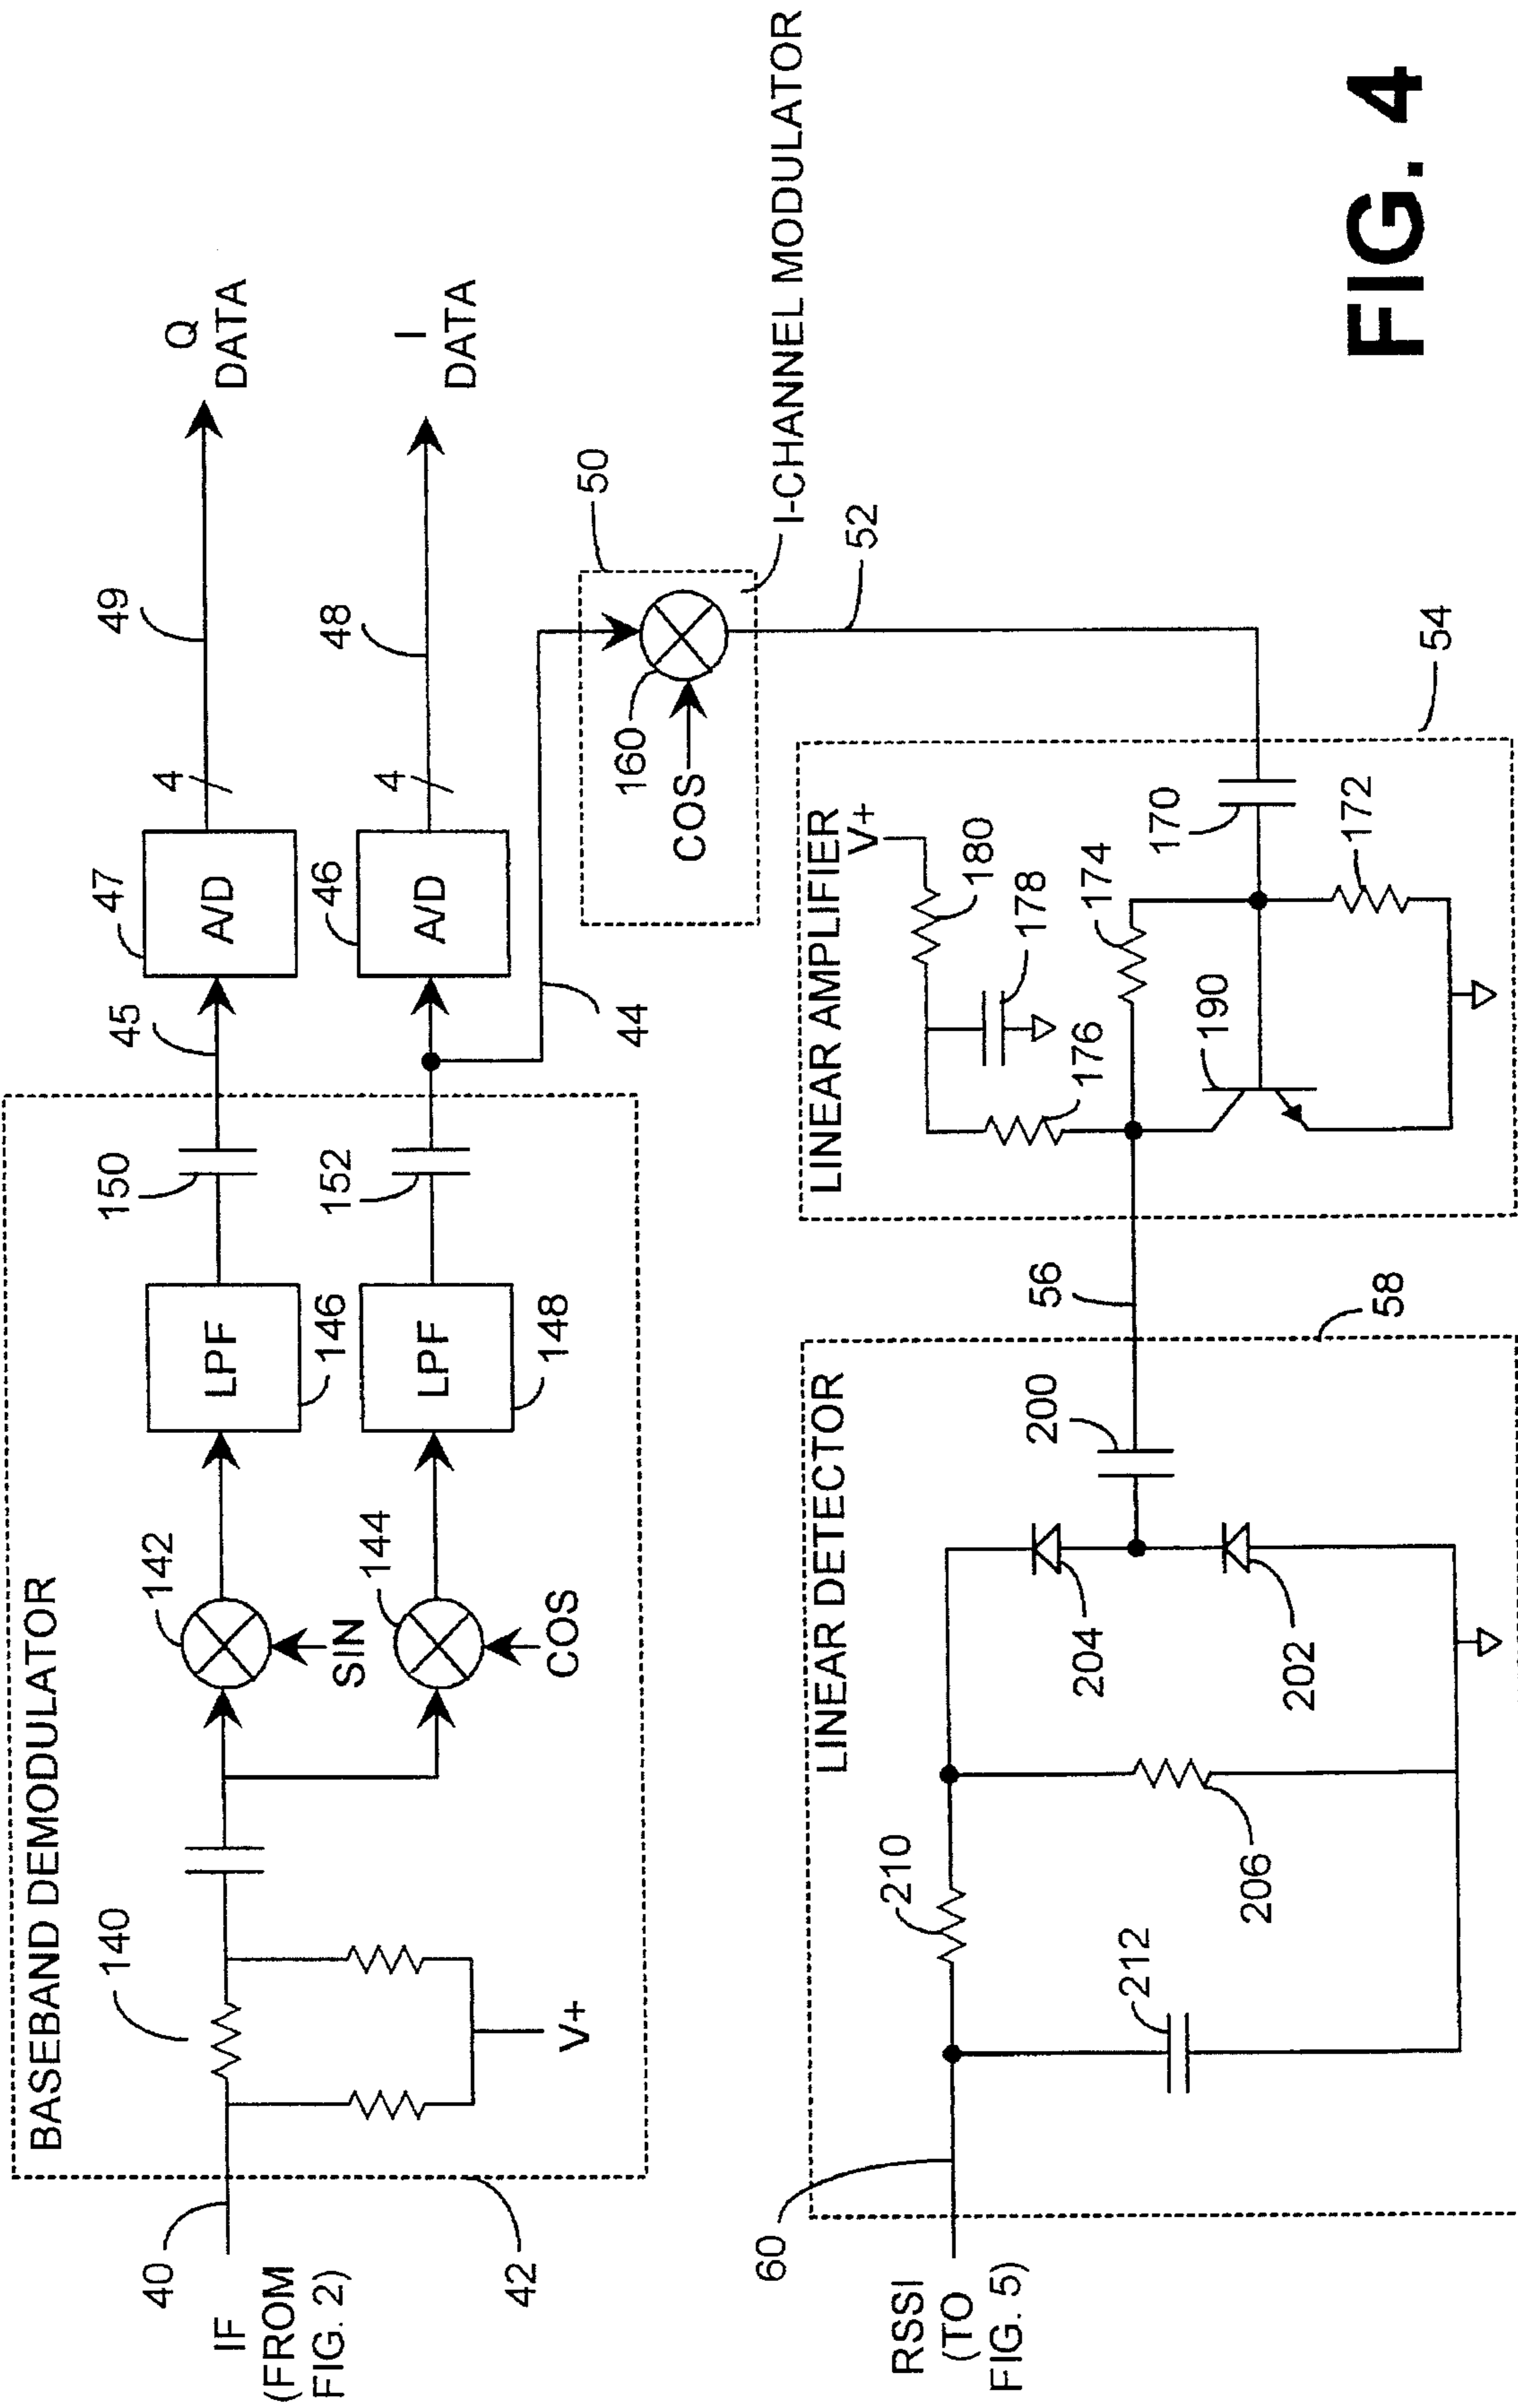 BASEBAND DEMODULATOR
40
IF
(FROM
FIG. 2)
42
140
V+
142
SIN
144
COS
LPF
146
LPF
148
150
152
45
44
47
A/D
46
A/D
4
4
49
48
Q
DATA
I
DATA
50
160
COS
I-CHANNEL MODULATOR
52
LINEAR DETECTOR
60
RSSI
(TO
FIG. 5)
210
212
206
204
202
200
58
56
LINEAR AMPLIFIER
V+
180
178
176
174
190
170
172
54
FIG. 4